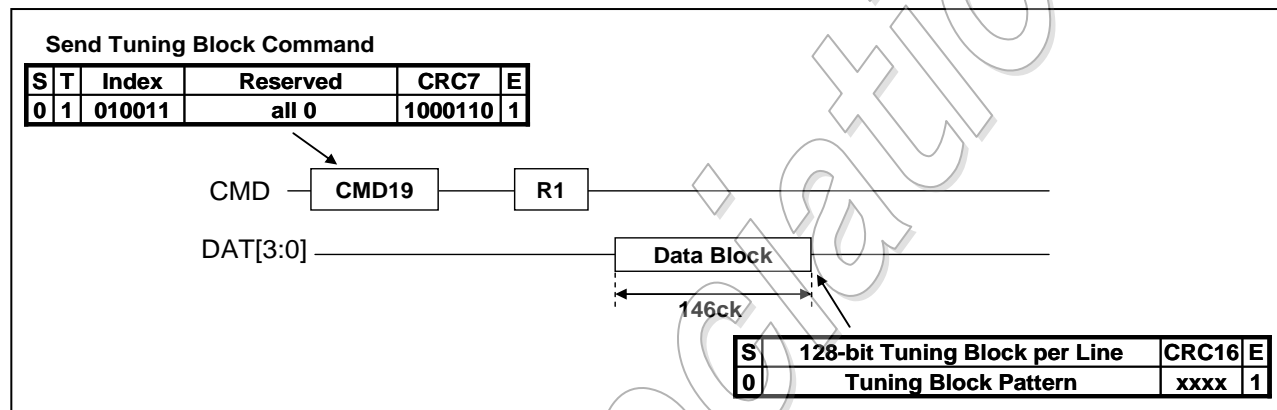 Send Tuning Block Command
S T Index Reserved CRC7 E
0 1 010011 all 0 1000110 1
CMD CMD19 R1
DAT[3:0] Data Block
146ck
S 128-bit Tuning Block per Line CRC16 E
0 Tuning Block Pattern xxxx 1
ociatio